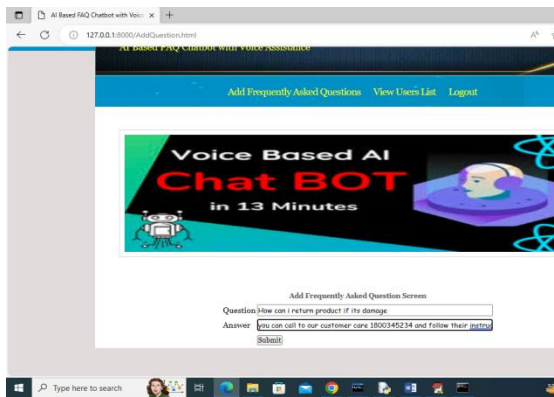 AI Based FAQ Chatbot with Voic
127.0.0.1:8000/AddQuestion.html
AI Based FAQ Chatbot with Voice Assistance
Add Frequently Asked Questions View Users List Logout
Voice Based AI
Chat BOT
in 13 Minutes
Add Frequently Asked Question Screen
Question How can i return product if its damage
Answer you can call to our customer care 1800345234 and follow their instruc
Submit
Type here to search